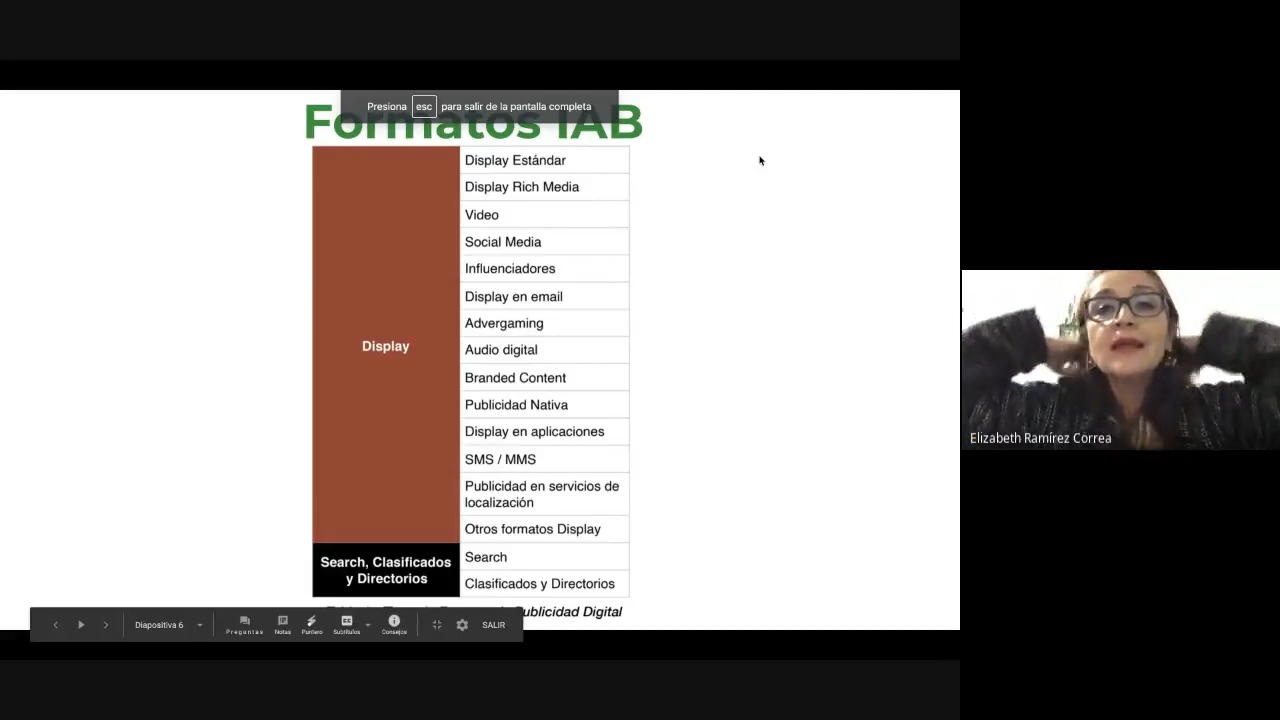 Presiona esc para salir de la pantalla completa
Formatos IAB
Display
Display Estándar
Display Rich Media
Video
Social Media
Influenciadores
Display en email
Advergaming
Audio digital
Branded Content
Publicidad Nativa
Display en aplicaciones
SMS / MMS
Publicidad en servicios de
localización
Otros formatos Display
Search, Clasificados
y Directorios
Search
Clasificados y Directorios
Publicidad Digital
Diapositiva 6
Preguntas
Notas
Puntero
Subtítulos
Consejos
SALIR
Elizabeth Ramírez Correa